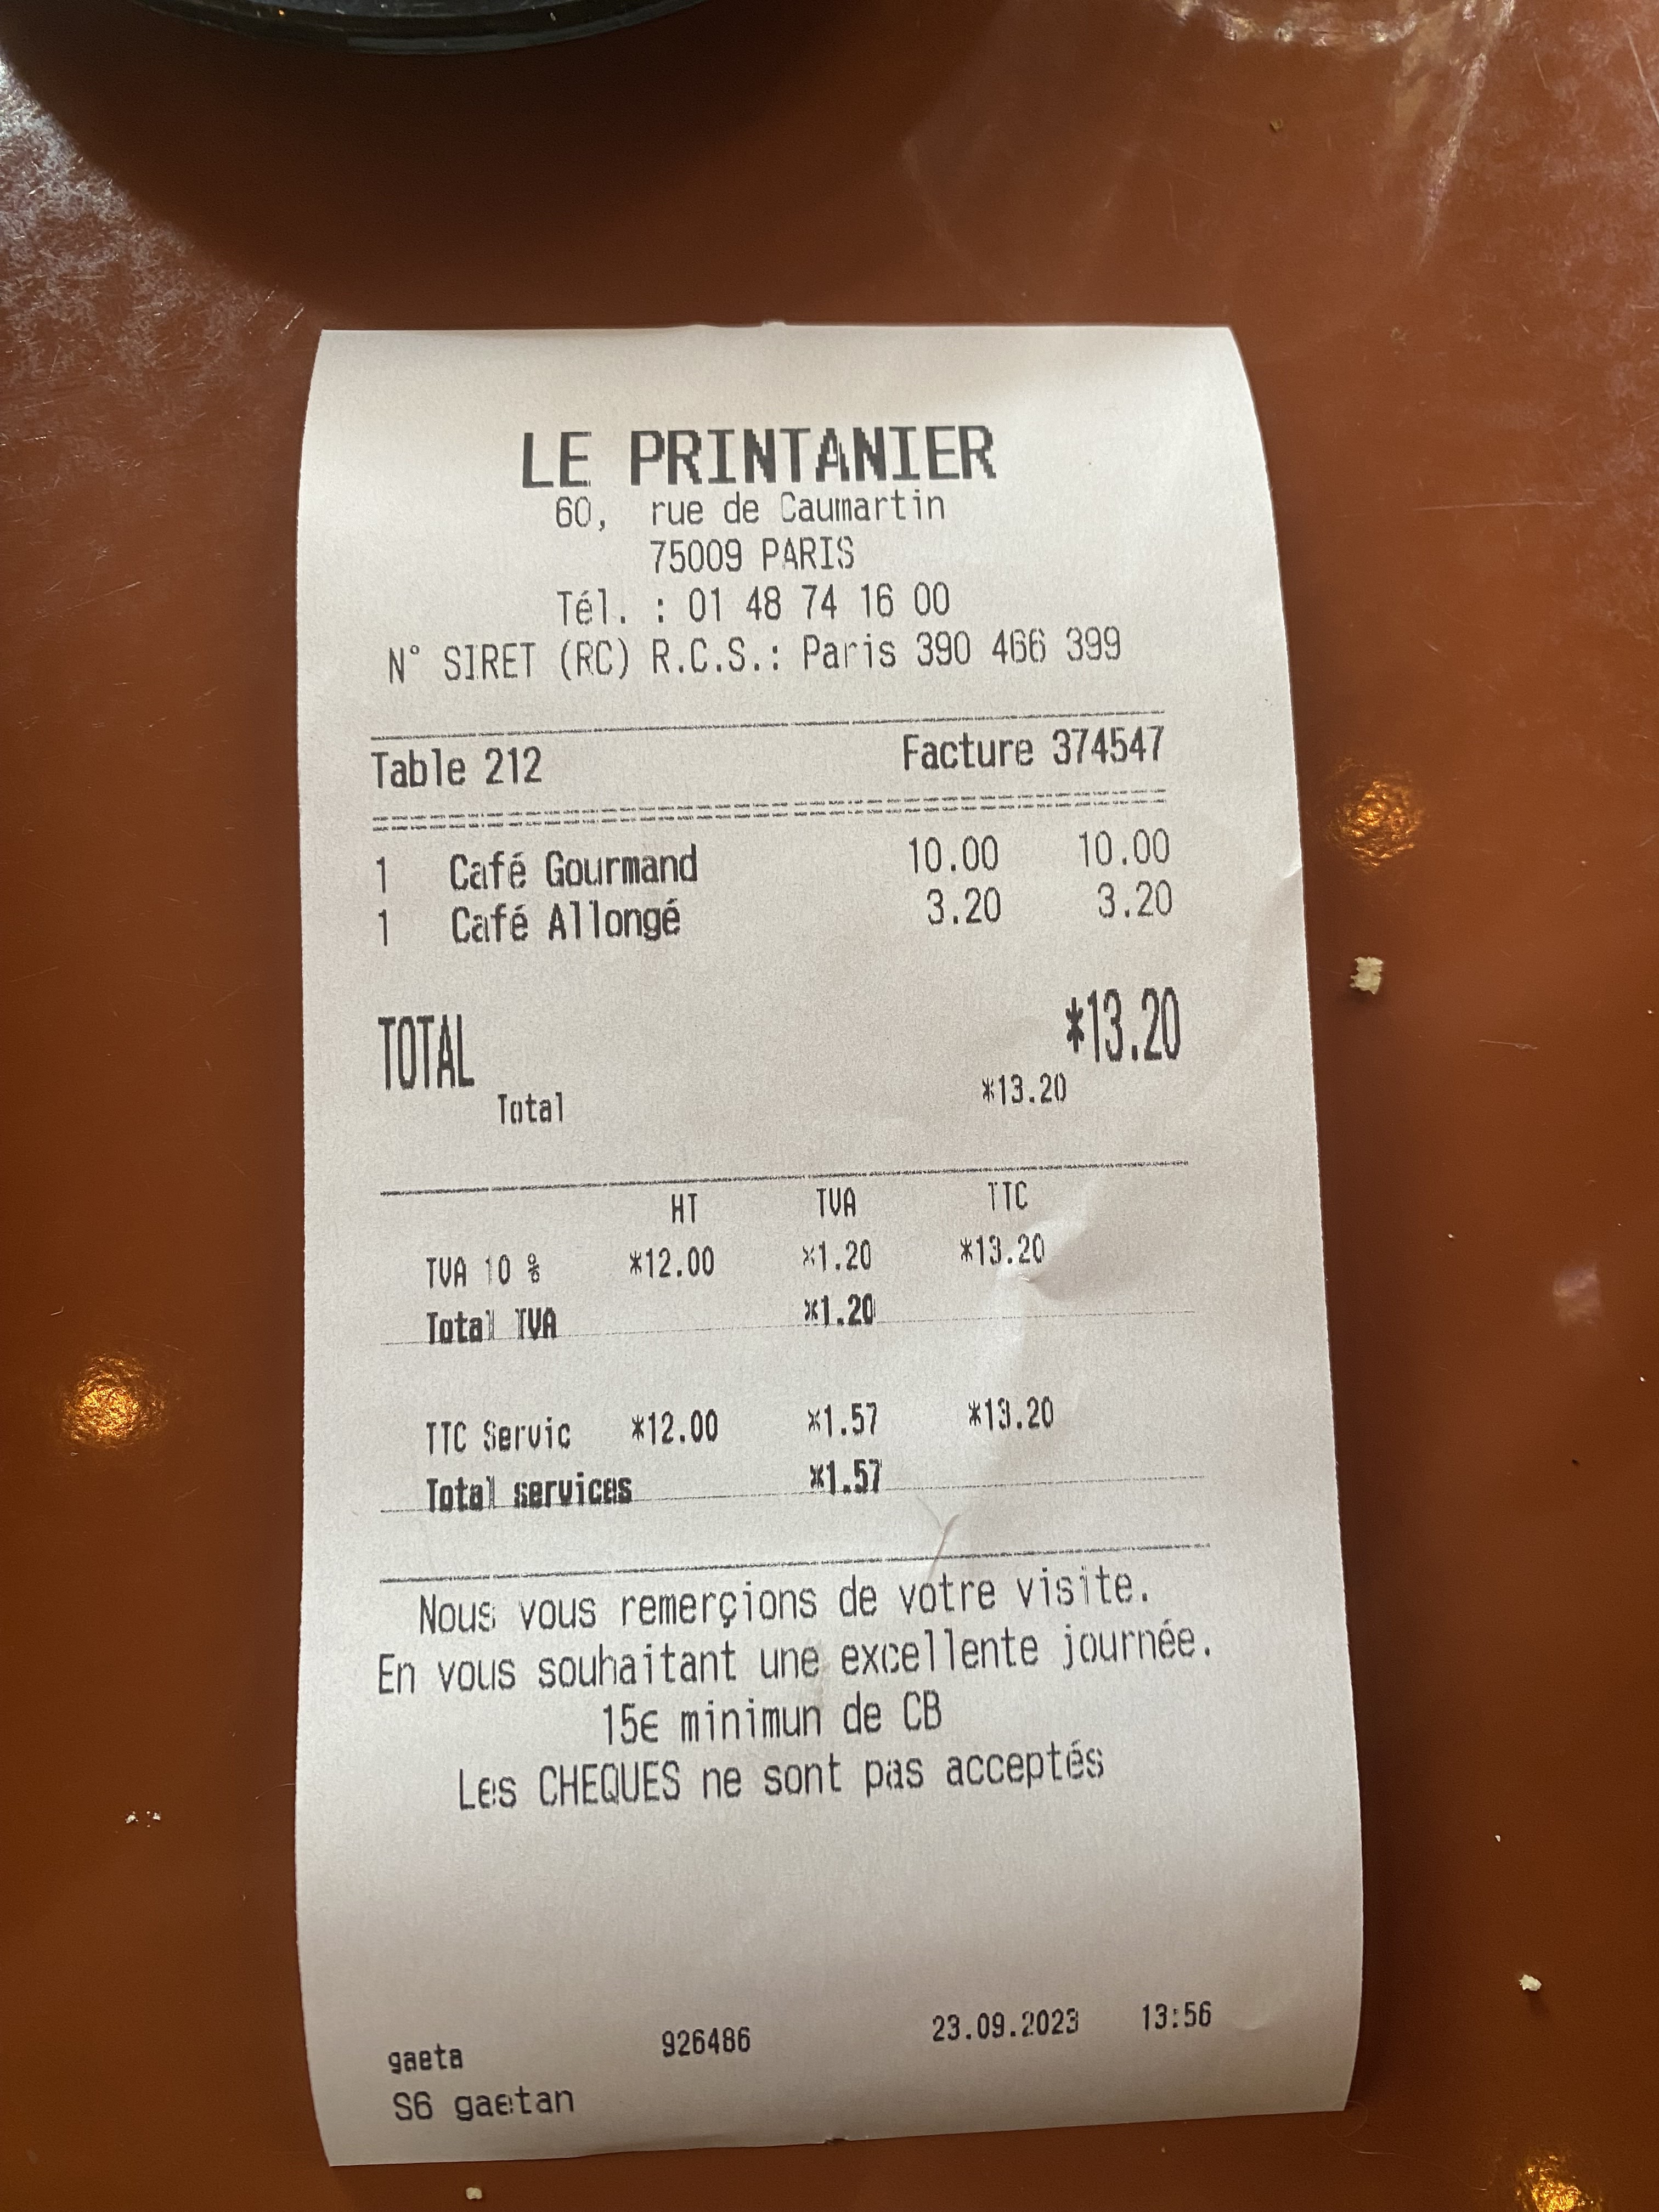 LE PRINTANIER
60, rue de Caumartin
75009 PARIS
Tél. : 01 48 74 16 00
N° SIRET (RC) R.C.S.: Paris 390 466 399
Table 212 Facture 374547
1 Café Gourmand 10.00 10.00
1 Café Allongé 3.20 3.20
TOTAL *13.20
Total *13.20
HT TVA TTC
TVA 10 % *12.00 *1.20 *13.20
Total TVA *1.20
TTC Servic *12.00 *1.57 *13.20
Total services *1.57
Nous vous remerçions de votre visite.
En vous souhaitant une excellente journée.
15€ minimun de CB
Les CHEQUES ne sont pas acceptés
gaeta 926486 23.09.2023 13:56
S6 gaetan